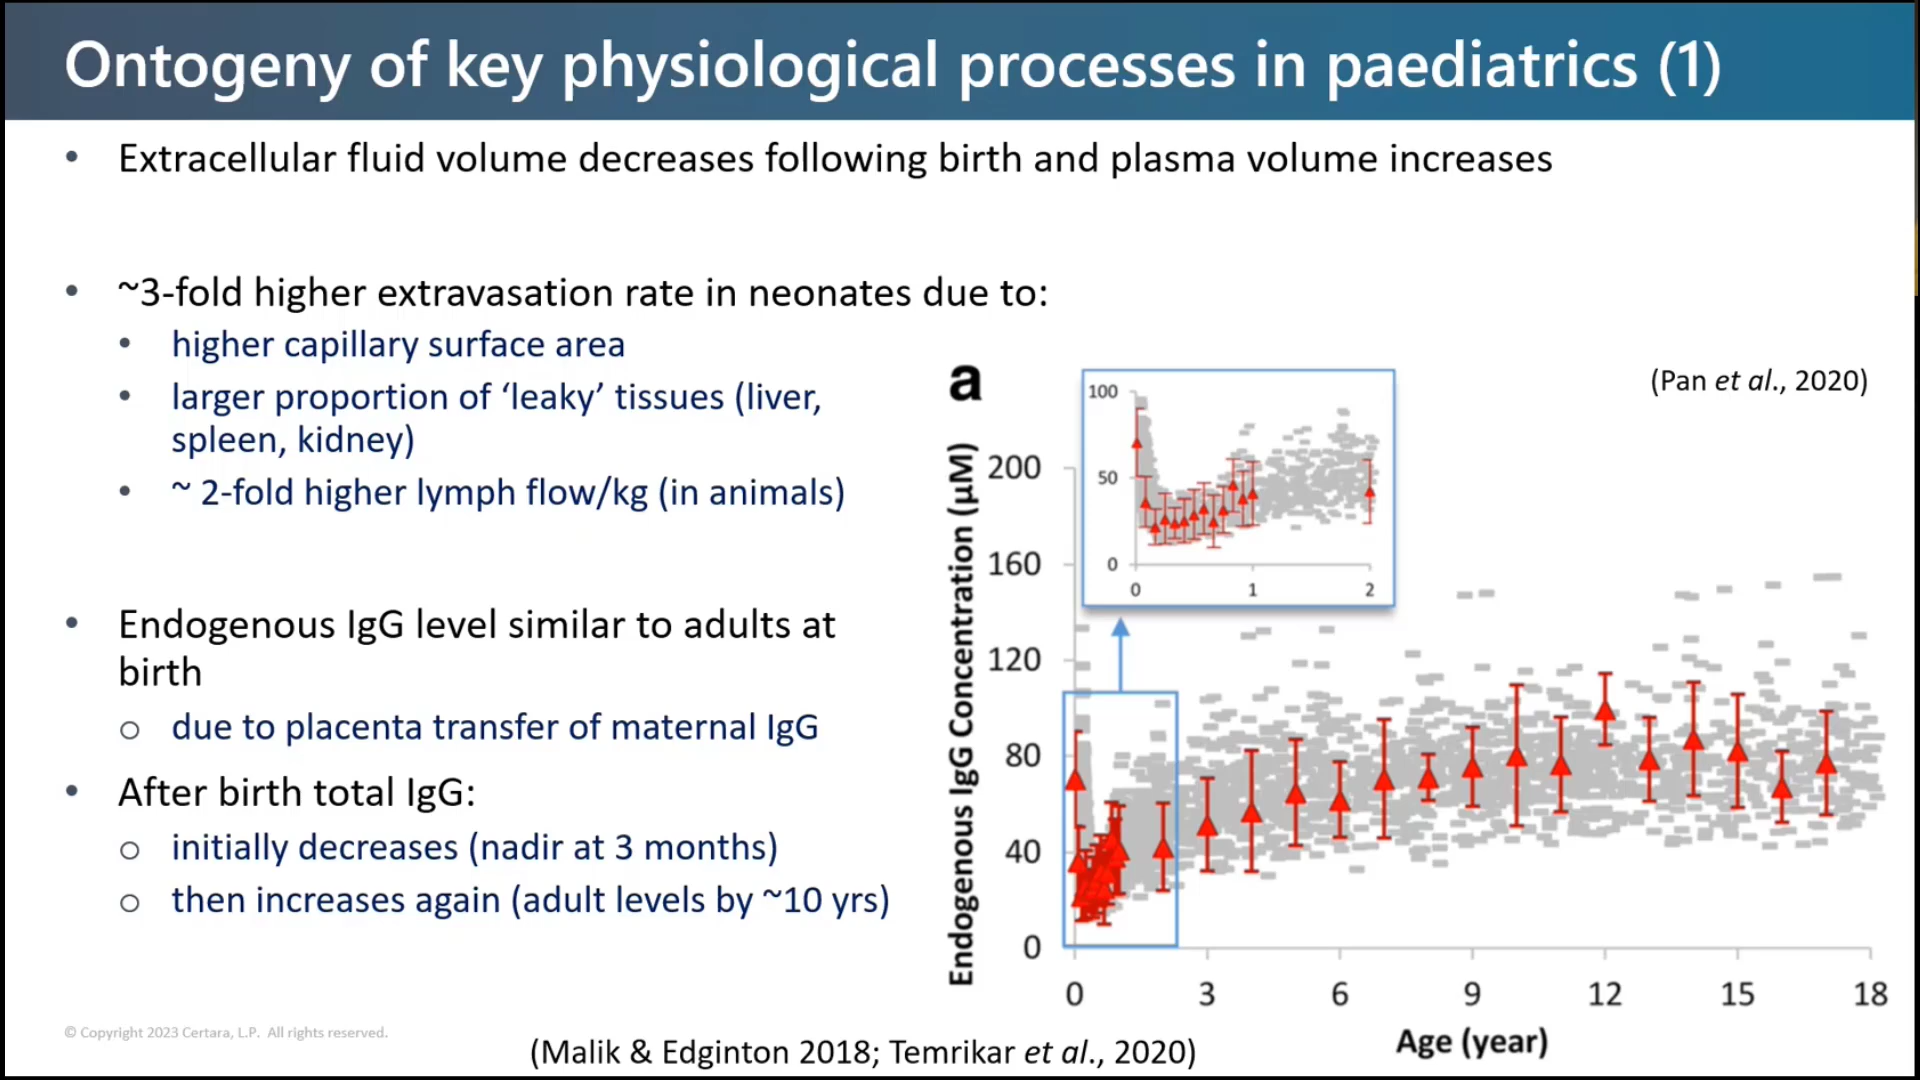 Ontogeny of key physiological processes in paediatrics (1)
• Extracellular fluid volume decreases following birth and plasma volume increases
• ~3-fold higher extravasation rate in neonates due to:
• higher capillary surface area
• larger proportion of ‘leaky’ tissues (liver,
spleen, kidney)
• ~ 2-fold higher lymph flow/kg (in animals)
• Endogenous IgG level similar to adults at
birth
o due to placenta transfer of maternal IgG
• After birth total IgG:
o initially decreases (nadir at 3 months)
o then increases again (adult levels by ~10 yrs)
a
(Pan et al., 2020)
100
50
0
0 1 2
Endogenous IgG Concentration (µM)
200
160
120
80
40
0
0 3 6 9 12 15 18
Age (year)
© Copyright 2023 Certara, L.P. All rights reserved.
(Malik & Edginton 2018; Temrikar et al., 2020)